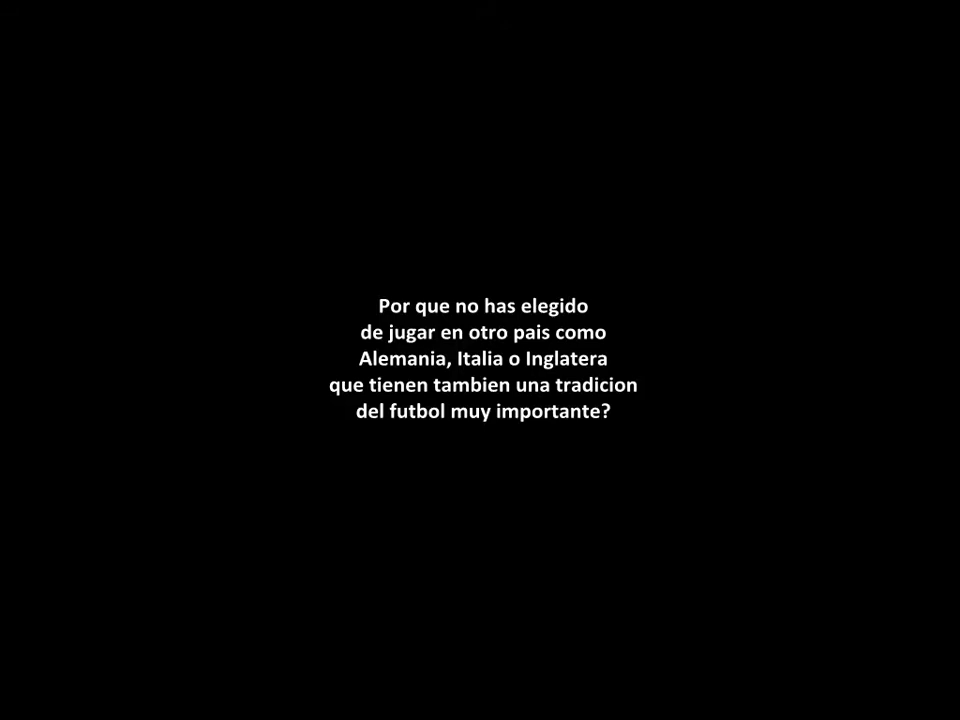 Por que no has elegido
de jugar en otro pais como
Alemania, Italia o Inglatera
que tienen tambien una tradicion
del futbol muy importante?